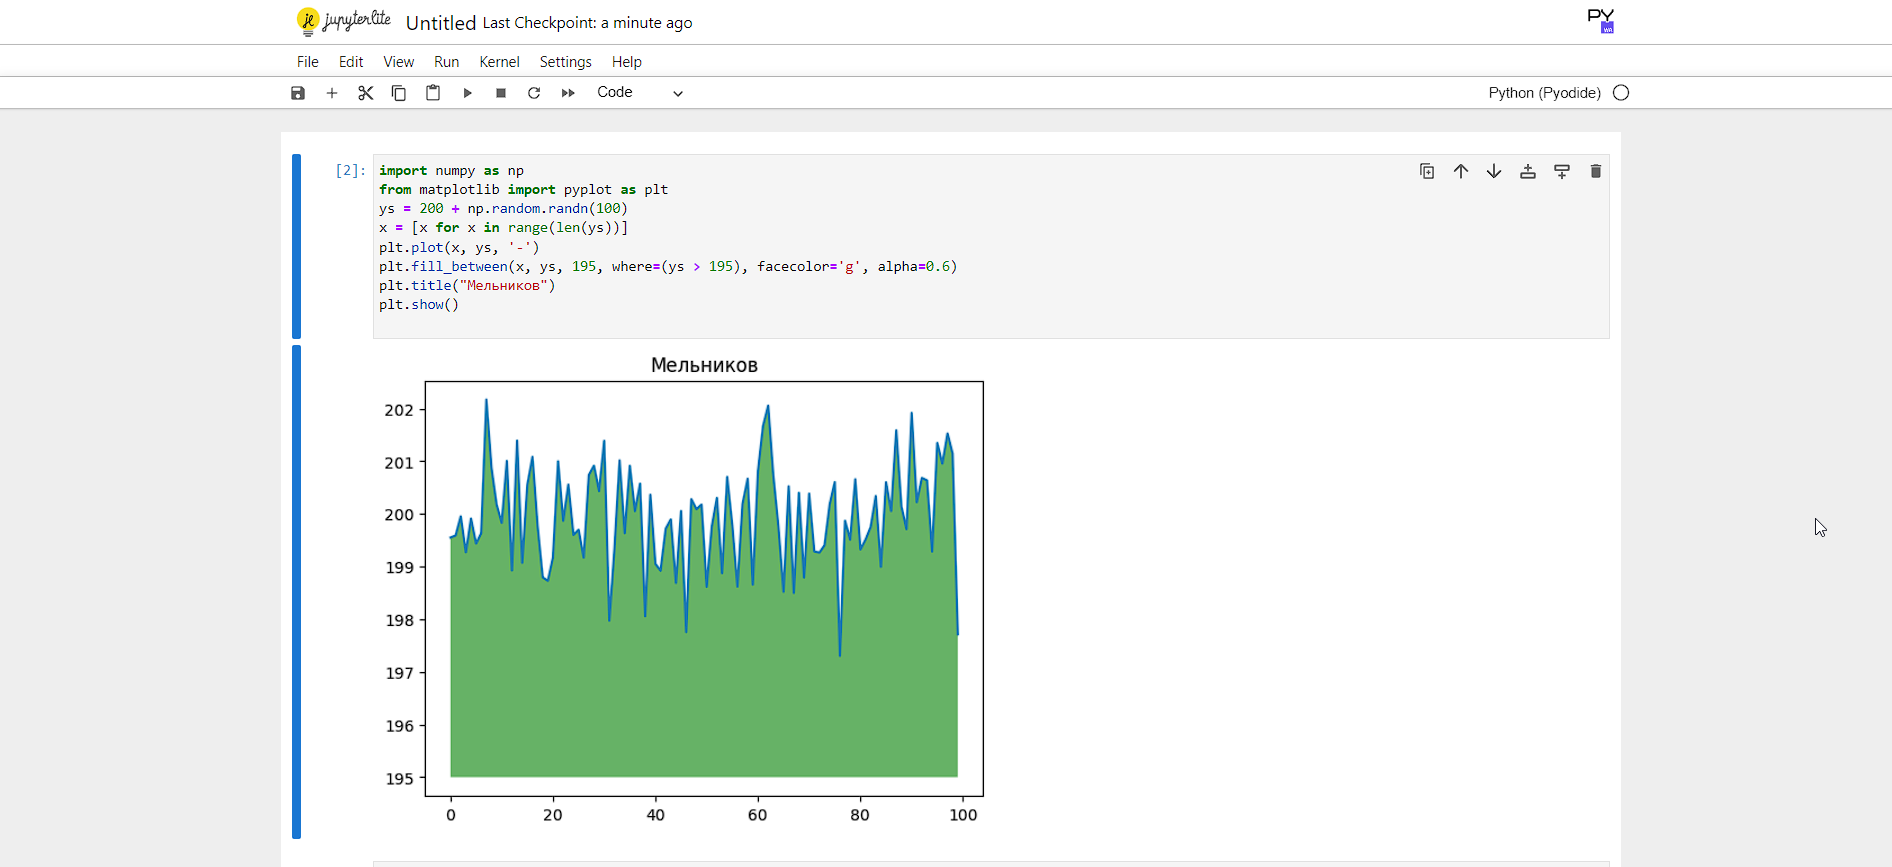 jupyterlite Untitled Last Checkpoint: a minute ago PY WR
File Edit View Run Kernel Settings Help
Code Python (Pyodide)
[2]: import numpy as np
from matplotlib import pyplot as plt
ys = 200 + np.random.randn(100)
x = [x for x in range(len(ys))]
plt.plot(x, ys, '-')
plt.fill_between(x, ys, 195, where=(ys > 195), facecolor='g', alpha=0.6)
plt.title("Мельников")
plt.show()
Мельников
202
201
200
199
198
197
196
195
0 20 40 60 80 100